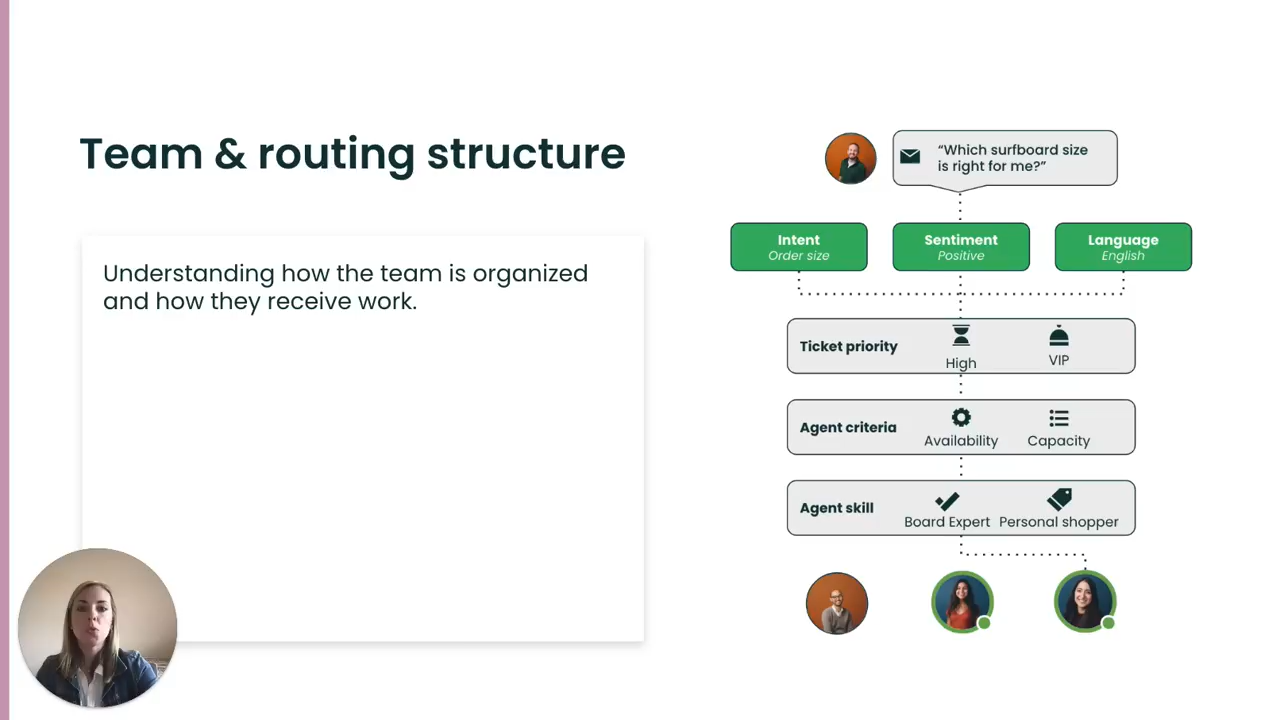 Team & routing structure
Understanding how the team is organized
and how they receive work.
“Which surfboard size
is right for me?”
Intent
Order size
Sentiment
Positive
Language
English
Ticket priority
High
VIP
Agent criteria
Availability
Capacity
Agent skill
Board Expert
Personal shopper